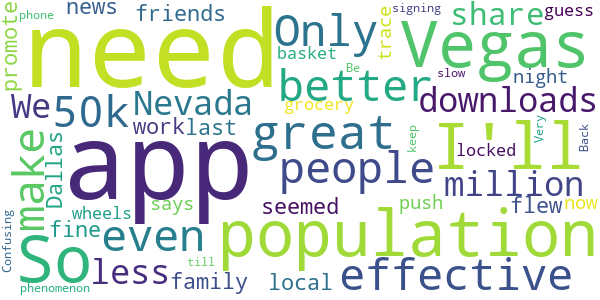 phone news friends Only share guess signing
promote need trace Vegas
basket Be slow night
We 50k Nevada better downloads
work last grocery Very Back
make Dallas app great people keep locked I'll
million
fine wheels says seemed push flew now
Confusing So even population
less family local effective
phenomenon till